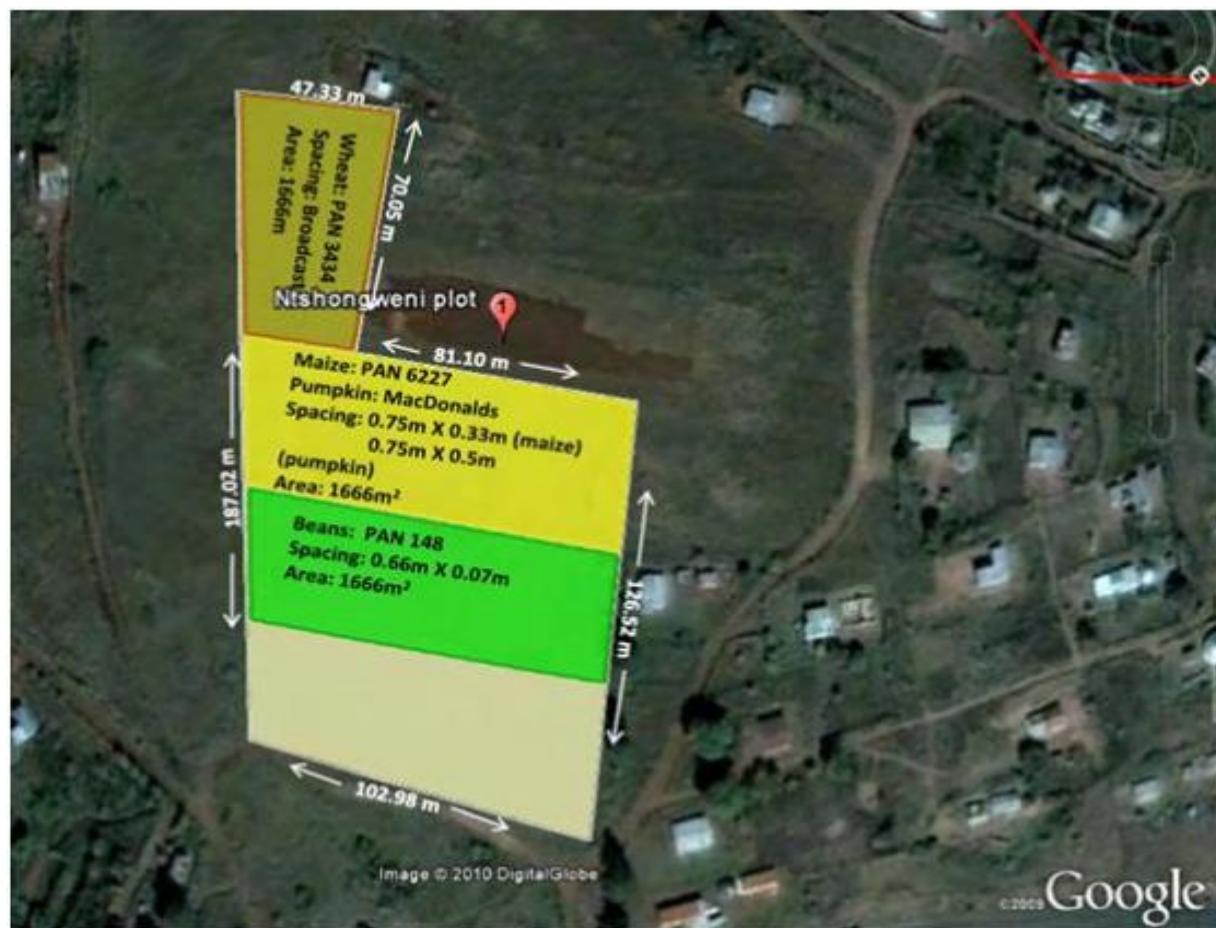 47.33 m
Wheat: PAN 3434
Spacing: Broadcast
Area: 1666m
70.05 m
Ntshongweni plot
1
81.10 m
Maize: PAN 6227
Pumpkin: MacDonalds
Spacing: 0.75m X 0.33m (maize)
0.75m X 0.5m
(pumpkin)
Area: 1666m²
187.02 m
Beans: PAN 148
Spacing: 0.66m X 0.07m
Area: 1666m²
126.52 m
102.98 m
Image © 2010 DigitalGlobe
©2009 Google